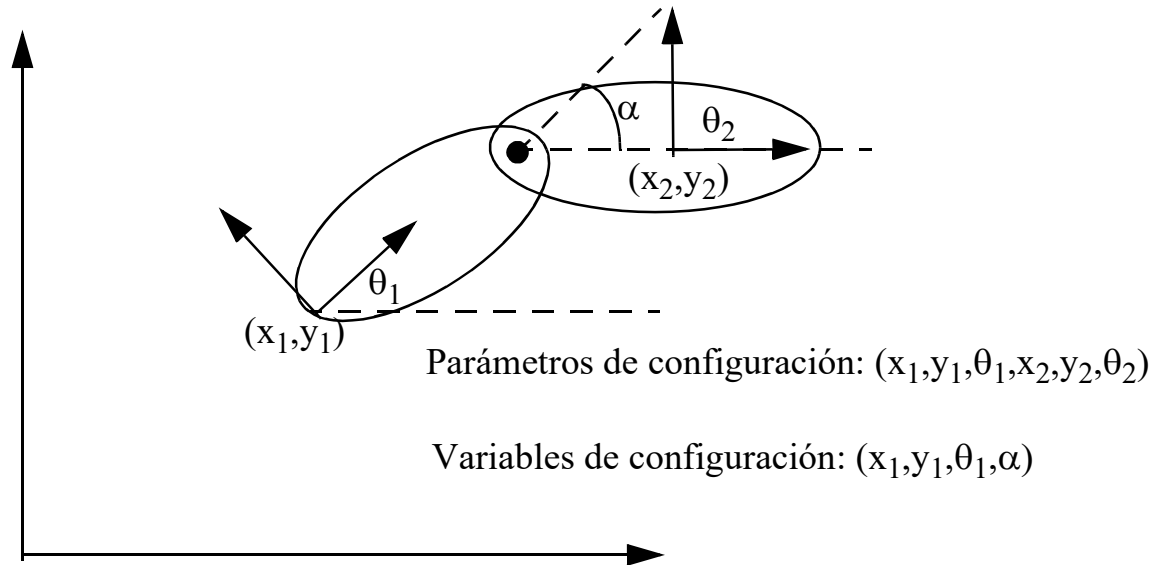 α
θ₂
(x₂,y₂)
θ₁
(x₁,y₁)
Parámetros de configuración: (x₁,y₁,θ₁,x₂,y₂,θ₂)
Variables de configuración: (x₁,y₁,θ₁,α)